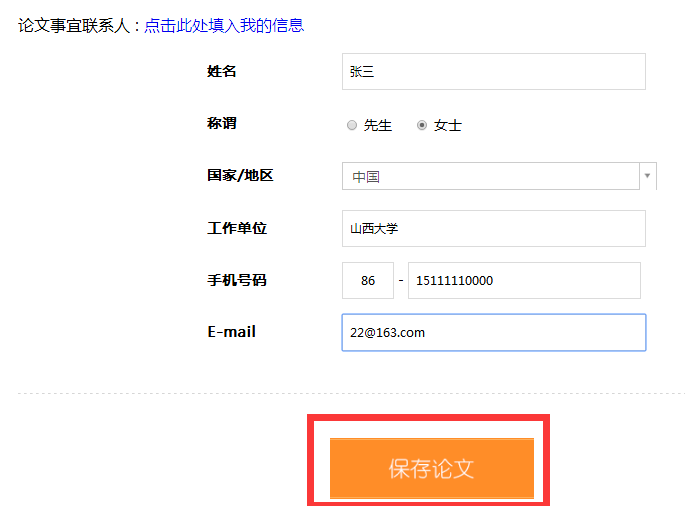 论文事宜联系人：点击此处填入我的信息
姓名 张三
称谓 先生 女士
国家/地区 中国
工作单位 山西大学
手机号码 86 - 15111110000
E-mail 22@163.com
保存论文